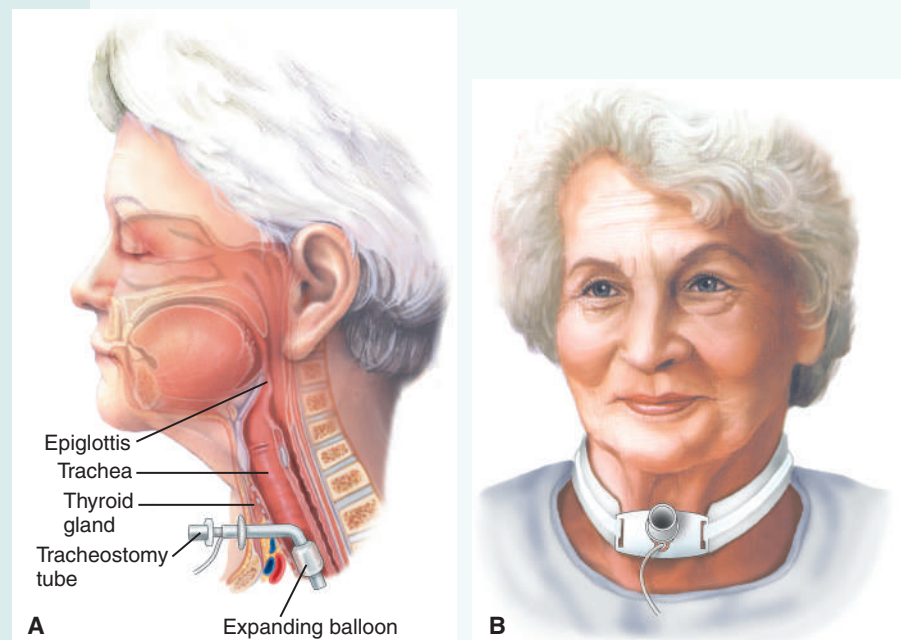 Epiglottis
Trachea
Thyroid
gland
Tracheostomy
tube
Expanding balloon
A
B